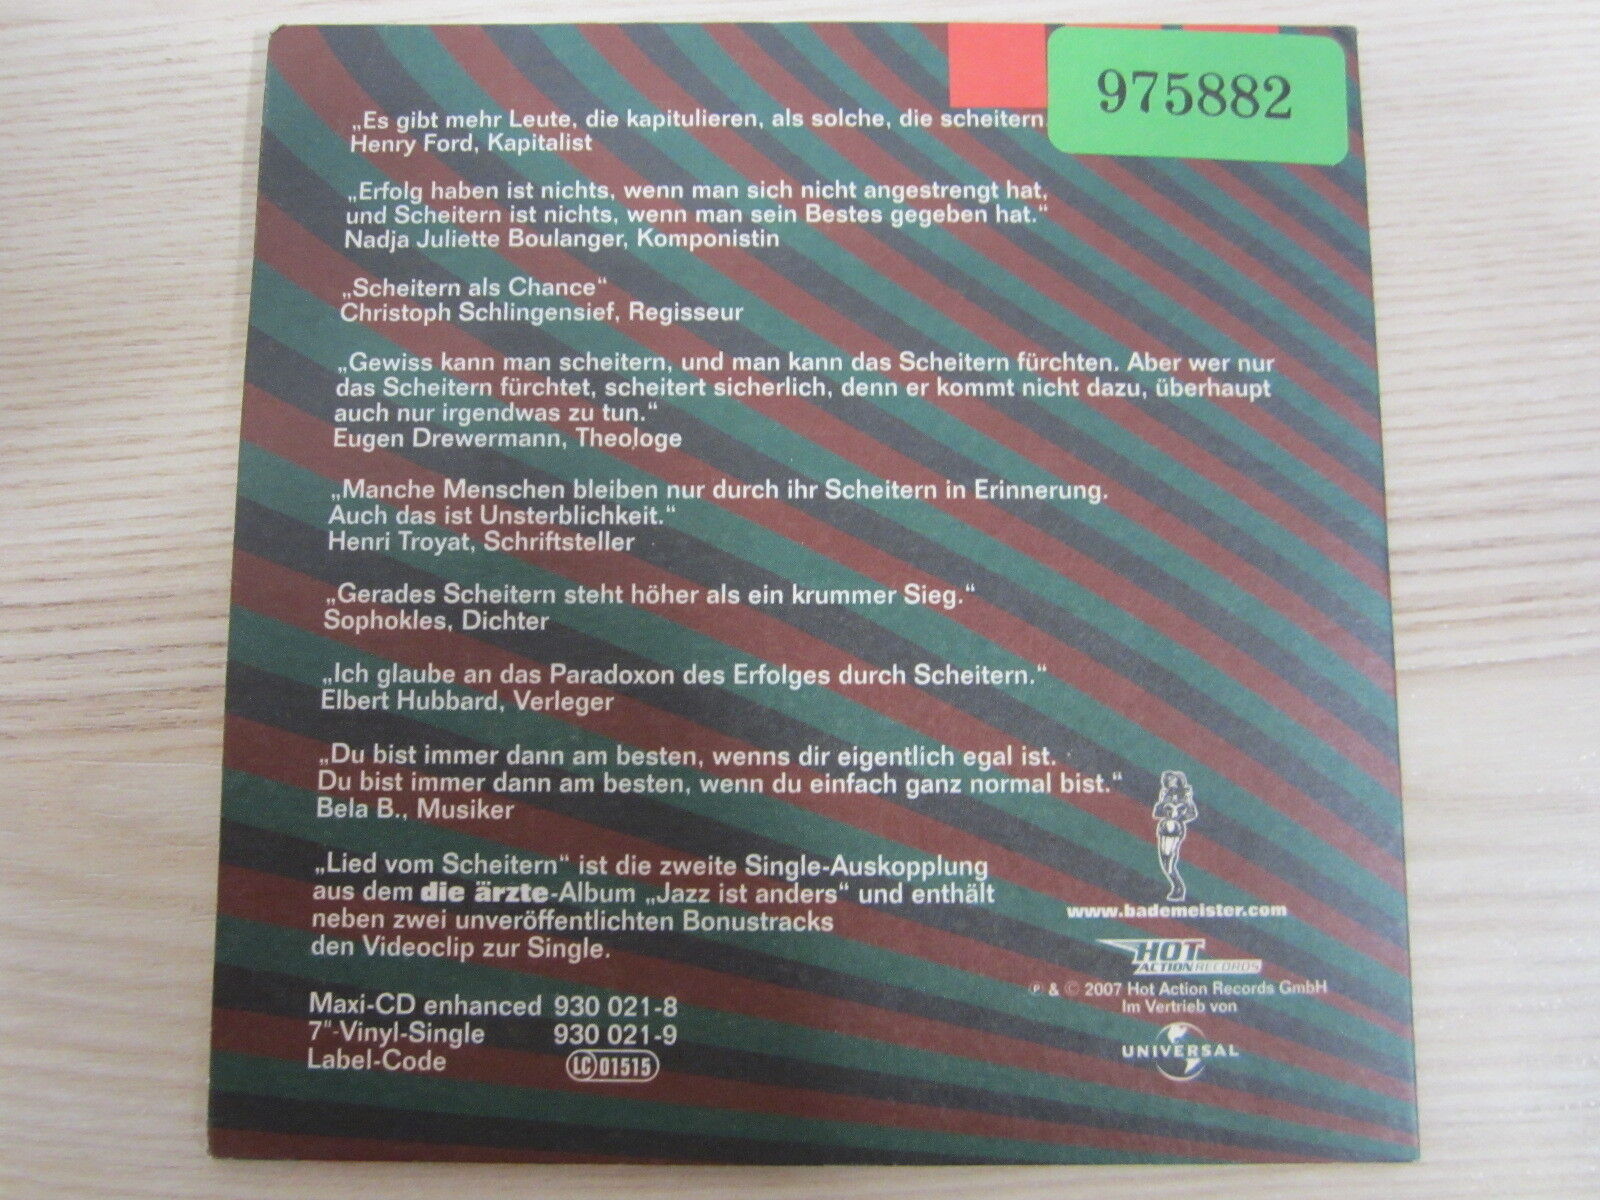 975882
„Es gibt mehr Leute, die kapitulieren, als solche, die scheitern
Henry Ford, Kapitalist
„Erfolg haben ist nichts, wenn man sich nicht angestrengt hat,
und Scheitern ist nichts, wenn man sein Bestes gegeben hat.“
Nadja Juliette Boulanger, Komponistin
„Scheitern als Chance“
Christoph Schlingensief, Regisseur
„Gewiss kann man scheitern, und man kann das Scheitern fürchten. Aber wer nur
das Scheitern fürchtet, scheitert sicherlich, denn er kommt nicht dazu, überhaupt
auch nur irgendwas zu tun.“
Eugen Drewermann, Theologe
„Manche Menschen bleiben nur durch ihr Scheitern in Erinnerung.
Auch das ist Unsterblichkeit.“
Henri Troyat, Schriftsteller
„Gerades Scheitern steht höher als ein krummer Sieg.“
Sophokles, Dichter
„Ich glaube an das Paradoxon des Erfolges durch Scheitern.“
Elbert Hubbard, Verleger
„Du bist immer dann am besten, wenns dir eigentlich egal ist.
Du bist immer dann am besten, wenn du einfach ganz normal bist.“
Bela B., Musiker
„Lied vom Scheitern“ ist die zweite Single-Auskopplung
aus dem die ärzte-Album „Jazz ist anders“ und enthält
neben zwei unveröffentlichten Bonustracks
den Videoclip zur Single.
Maxi-CD enhanced 930 021-8
7"-Vinyl-Single 930 021-9
Label-Code LC 01515
www.bademeister.com
HOT
ACTION RECORDS
℗ & © 2007 Hot Action Records GmbH
Im Vertrieb von
UNIVERSAL